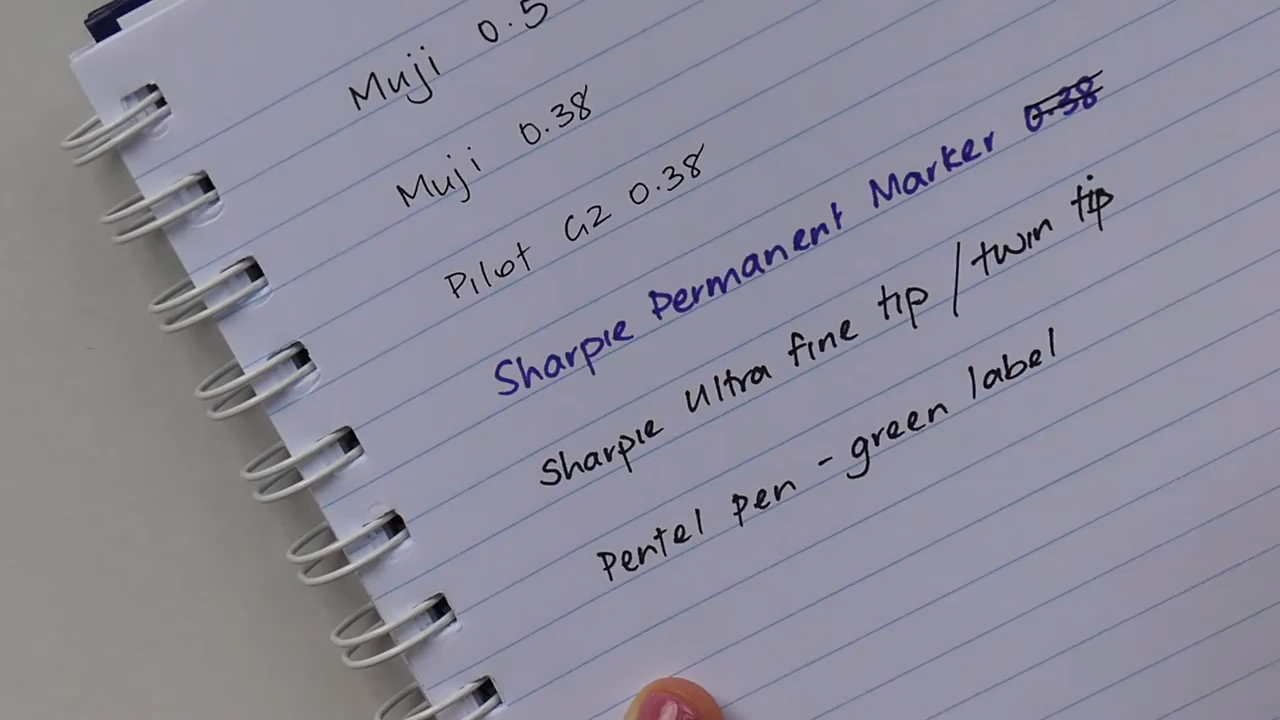 Muji 0.5
Muji 0.38
Pilot G2 0.38
Sharpie Permanent Marker 0.38
Sharpie Ultra fine tip / twin tip
Pentel pen - green label